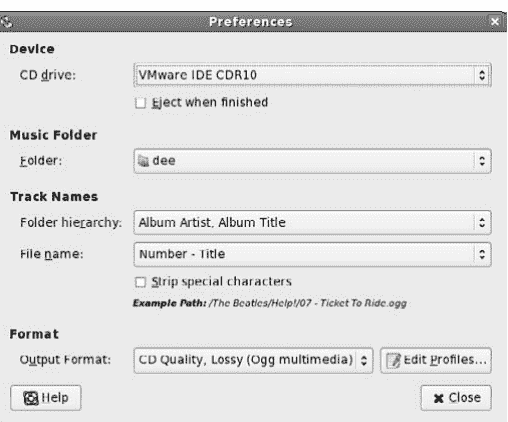 Preferences
Device
CD drive:
VMware IDE CDR10
Eject when finished
Music Folder
Folder:
dee
Track Names
Folder hierarchy:
Album Artist, Album Title
File name:
Number - Title
Strip special characters
Example Path: /The Beatles/Help!/07 - Ticket To Ride.ogg
Format
Output Format:
CD Quality, Lossy (Ogg multimedia)
Edit Profiles...
Help
Close